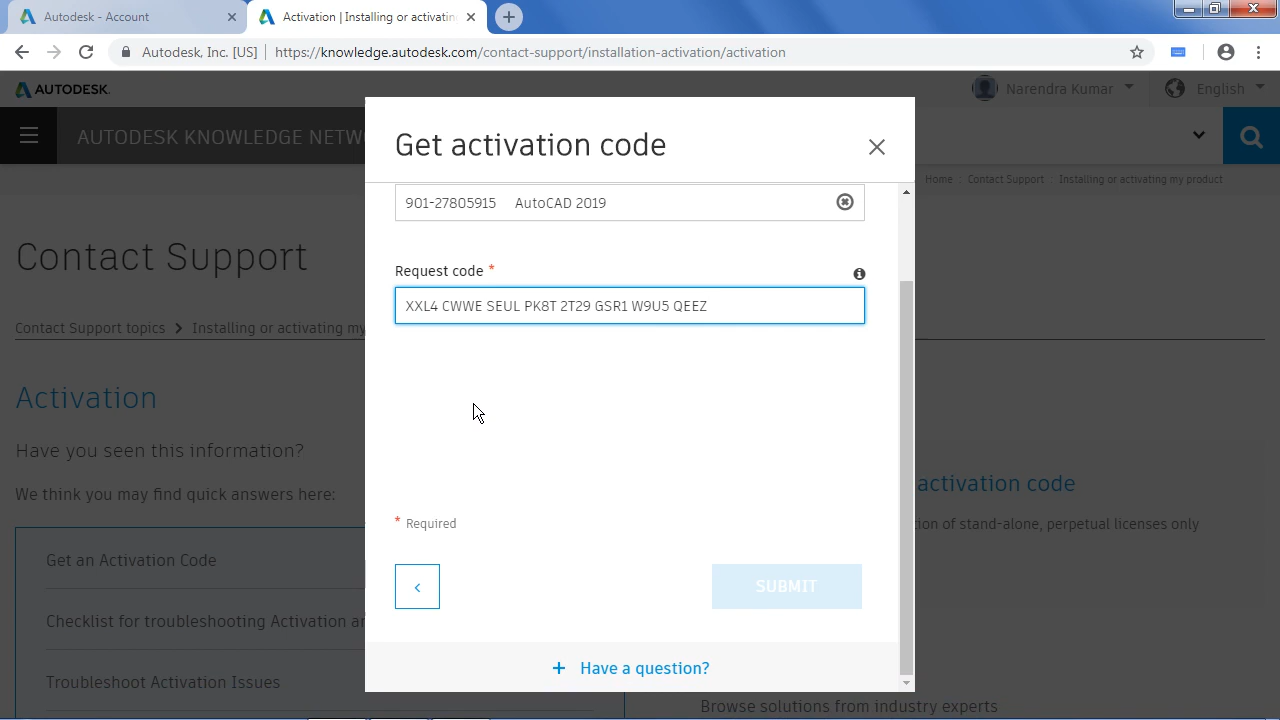 Autodesk - Account
Activation | Installing or activatin
Autodesk, Inc. [US]
https://knowledge.autodesk.com/contact-support/installation-activation/activation
AUTODESK.
Narendra Kumar
English
AUTODESK KNOWLEDGE NETW
Home : Contact Support : Installing or activating my product
Contact Support
Contact Support topics > Installing or activating my
Activation
Have you seen this information?
We think you may find quick answers here:
Get an Activation Code
Checklist for troubleshooting Activation an
Troubleshoot Activation Issues
Get activation code
901-27805915 AutoCAD 2019
Request code *
XXL4 CWWE SEUL PK8T 2T29 GSR1 W9U5 QEEZ
* Required
<
SUBMIT
+ Have a question?
activation code
ion of stand-alone, perpetual licenses only
Browse solutions from industry experts